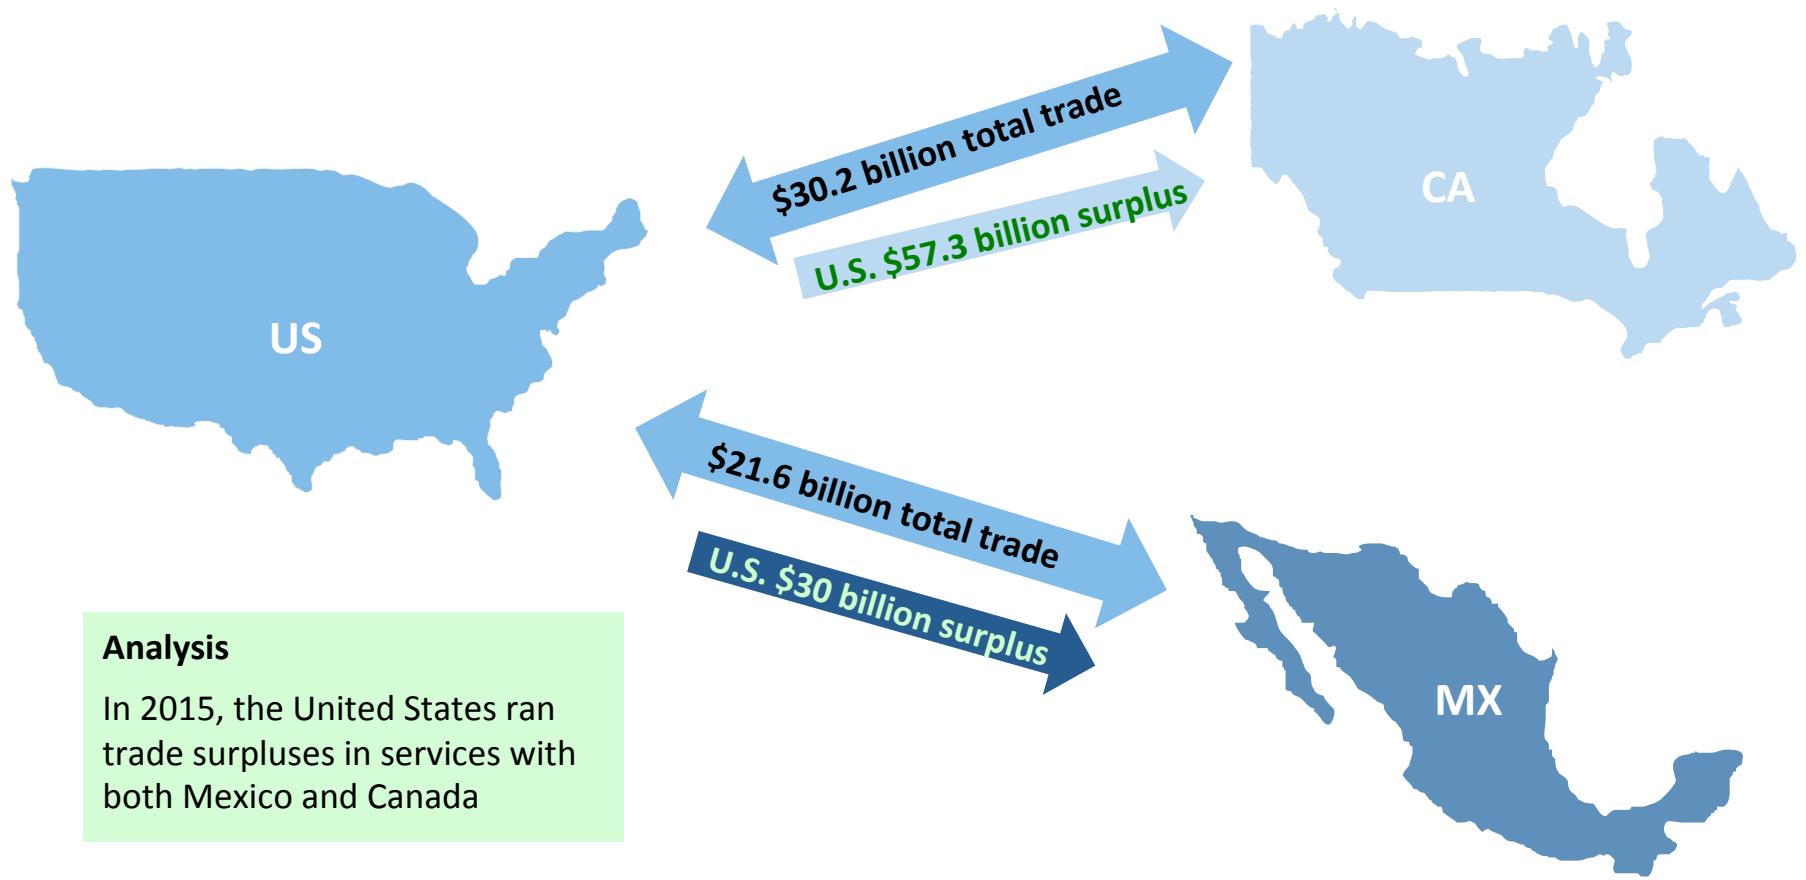 $30.2 billion total trade
U.S. $57.3 billion surplus
CA
US
$21.6 billion total trade
U.S. $30 billion surplus
MX
Analysis
In 2015, the United States ran
trade surpluses in services with
both Mexico and Canada